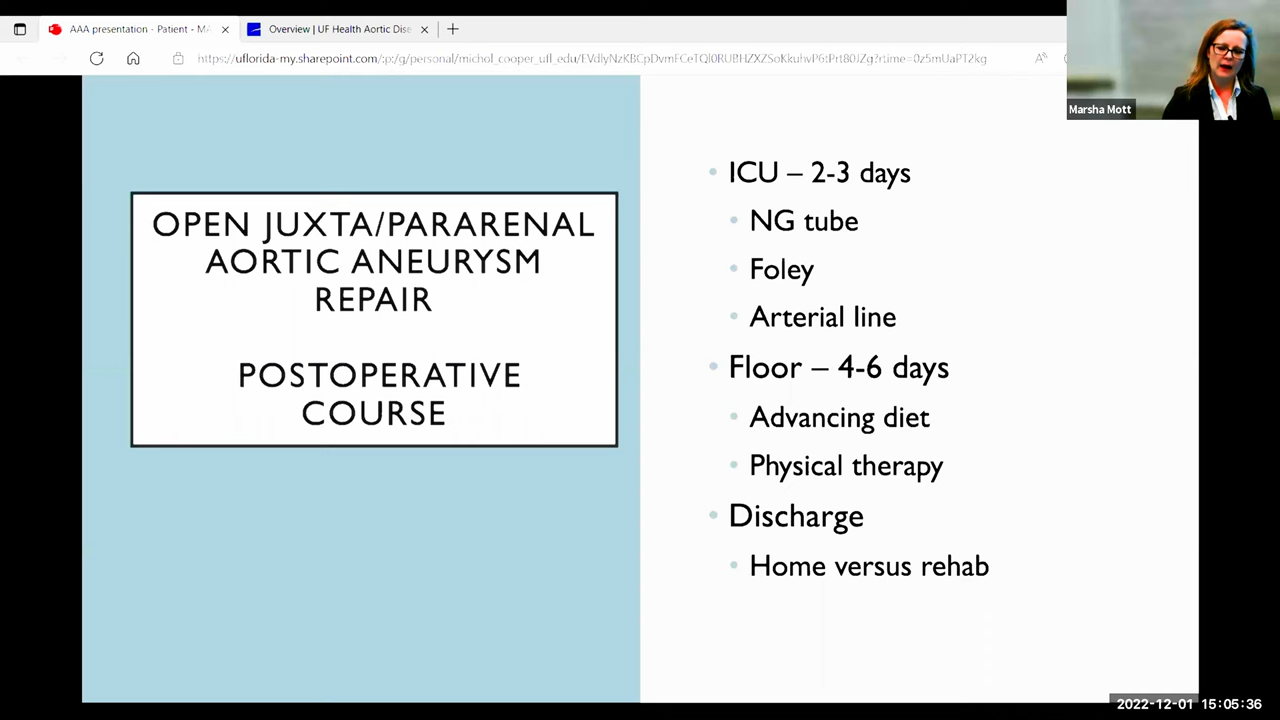 AAA presentation - Patient - M
Overview | UF Health Aortic Dise
Marsha Mott
OPEN JUXTA/PARARENAL
AORTIC ANEURYSM
REPAIR
POSTOPERATIVE
COURSE
• ICU – 2-3 days
• NG tube
• Foley
• Arterial line
• Floor – 4-6 days
• Advancing diet
• Physical therapy
• Discharge
• Home versus rehab
2022-12-01 15:05:36